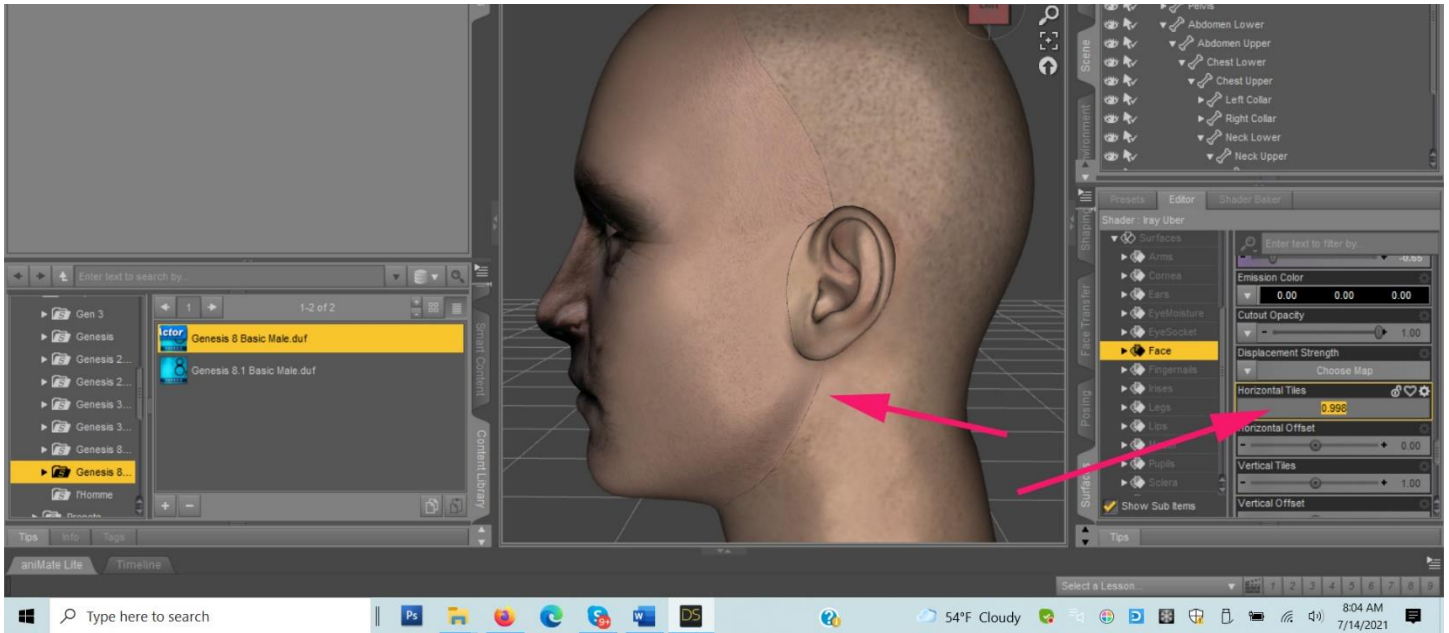 Pelvis
Abdomen Lower
Abdomen Upper
Chest Lower
Chest Upper
Left Collar
Right Collar
Neck Lower
Neck Upper
Scene
Environment
Presets Editor Shader Baker
Shader : Iray Uber
Shaping
Face Transfer
Posing
Surfaces
Surfaces
Arms
Cornea
Ears
EyeMoisture
EyeSocket
Face
Fingernails
Irises
Legs
Lips
Pupils
Sclera
Show Sub Items
Enter text to filter by...
-0.65
Emission Color
0.00 0.00 0.00
Cutout Opacity
1.00
Displacement Strength
Choose Map
Horizontal Tiles
0.998
Horizontal Offset
0.00
Vertical Tiles
1.00
Vertical Offset
Tips
Enter text to search by...
Gen 3
Genesis
Genesis 2...
Genesis 2...
Genesis 3...
Genesis 3...
Genesis 8...
Genesis 8...
l'Homme
1 1-2 of 2
Actor
Genesis 8 Basic Male.duf
8
Genesis 8.1 Basic Male.duf
Smart Content
Content Library
Tips Info Tags
aniMate Lite Timeline
Select a Lesson... 1 2 3 4 5 6 7 8 9
Type here to search
Ps
9+
W
DS
54°F Cloudy
8:04 AM
7/14/2021